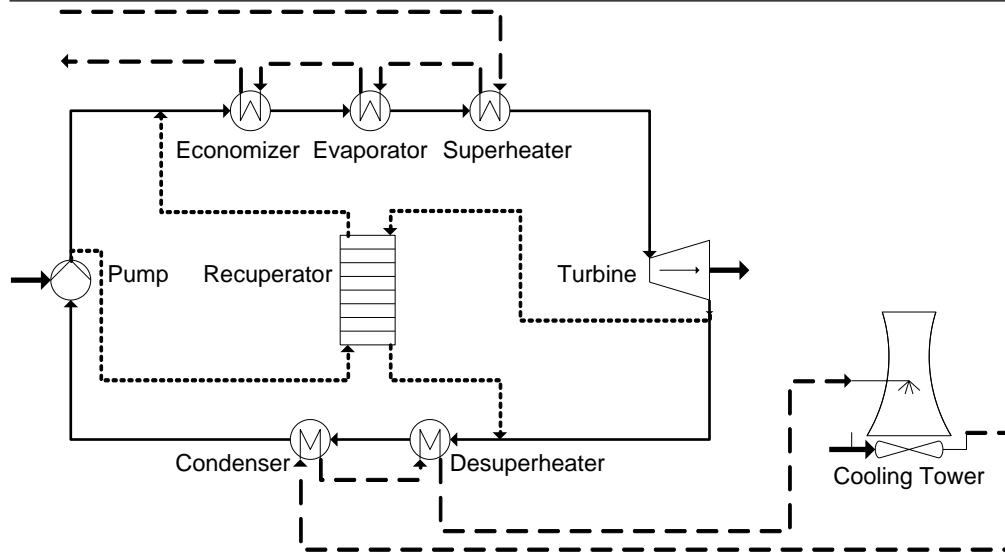 Economizer Evaporator Superheater
Pump Recuperator Turbine
Condenser Desuperheater Cooling Tower